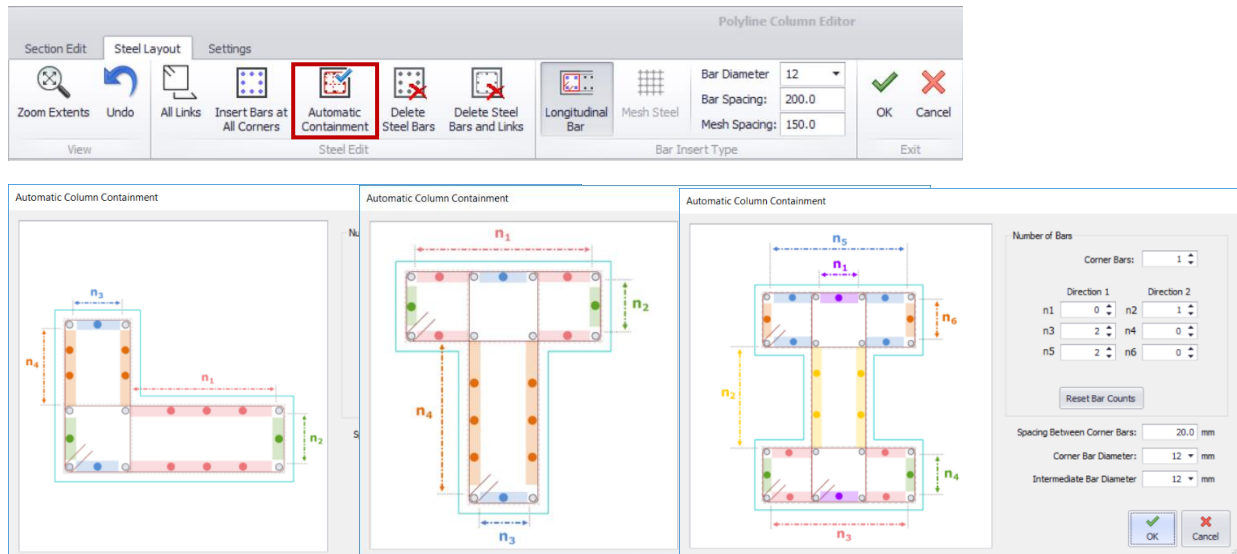 Polyline Column Editor
Section Edit Steel Layout Settings
Zoom Extents Undo All Links Insert Bars at All Corners Automatic Containment Delete Steel Bars Delete Steel Bars and Links Longitudinal Bar Mesh Steel
Bar Diameter 12
Bar Spacing: 200.0
Mesh Spacing: 150.0
OK Cancel
View Steel Edit Bar Insert Type Exit
Automatic Column Containment
n3
n4
n1
n2
Nu
S
Automatic Column Containment
n1
n2
n4
n3
Automatic Column Containment
n5
n1
n6
n2
n4
n3
Number of Bars
Corner Bars: 1
Direction 1 Direction 2
n1 0 n2 1
n3 2 n4 0
n5 2 n6 0
Reset Bar Counts
Spacing Between Corner Bars: 20.0 mm
Corner Bar Diameter: 12 mm
Intermediate Bar Diameter 12 mm
OK Cancel